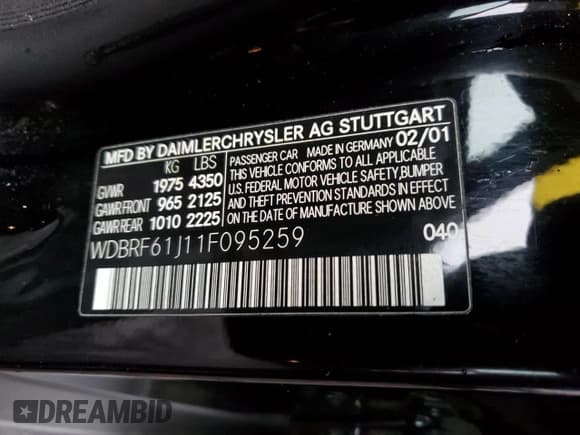 MFD BY DAIMLERCHRYSLER AG STUTTGART
KG LBS
GVWR 1975 4350
GAWR FRONT 965 2125
GAWR REAR 1010 2225
PASSENGER CAR MADE IN GERMANY 02/01
THIS VEHICLE CONFORMS TO ALL APPLICABLE
U.S. FEDERAL MOTOR VEHICLE SAFETY, BUMPER
AND THEFT PREVENTION STANDARDS IN EFFECT
ON THE DATE OF MANUFACTURE SHOWN ABOVE
WDBRF61J11F095259 040
DREAMBID